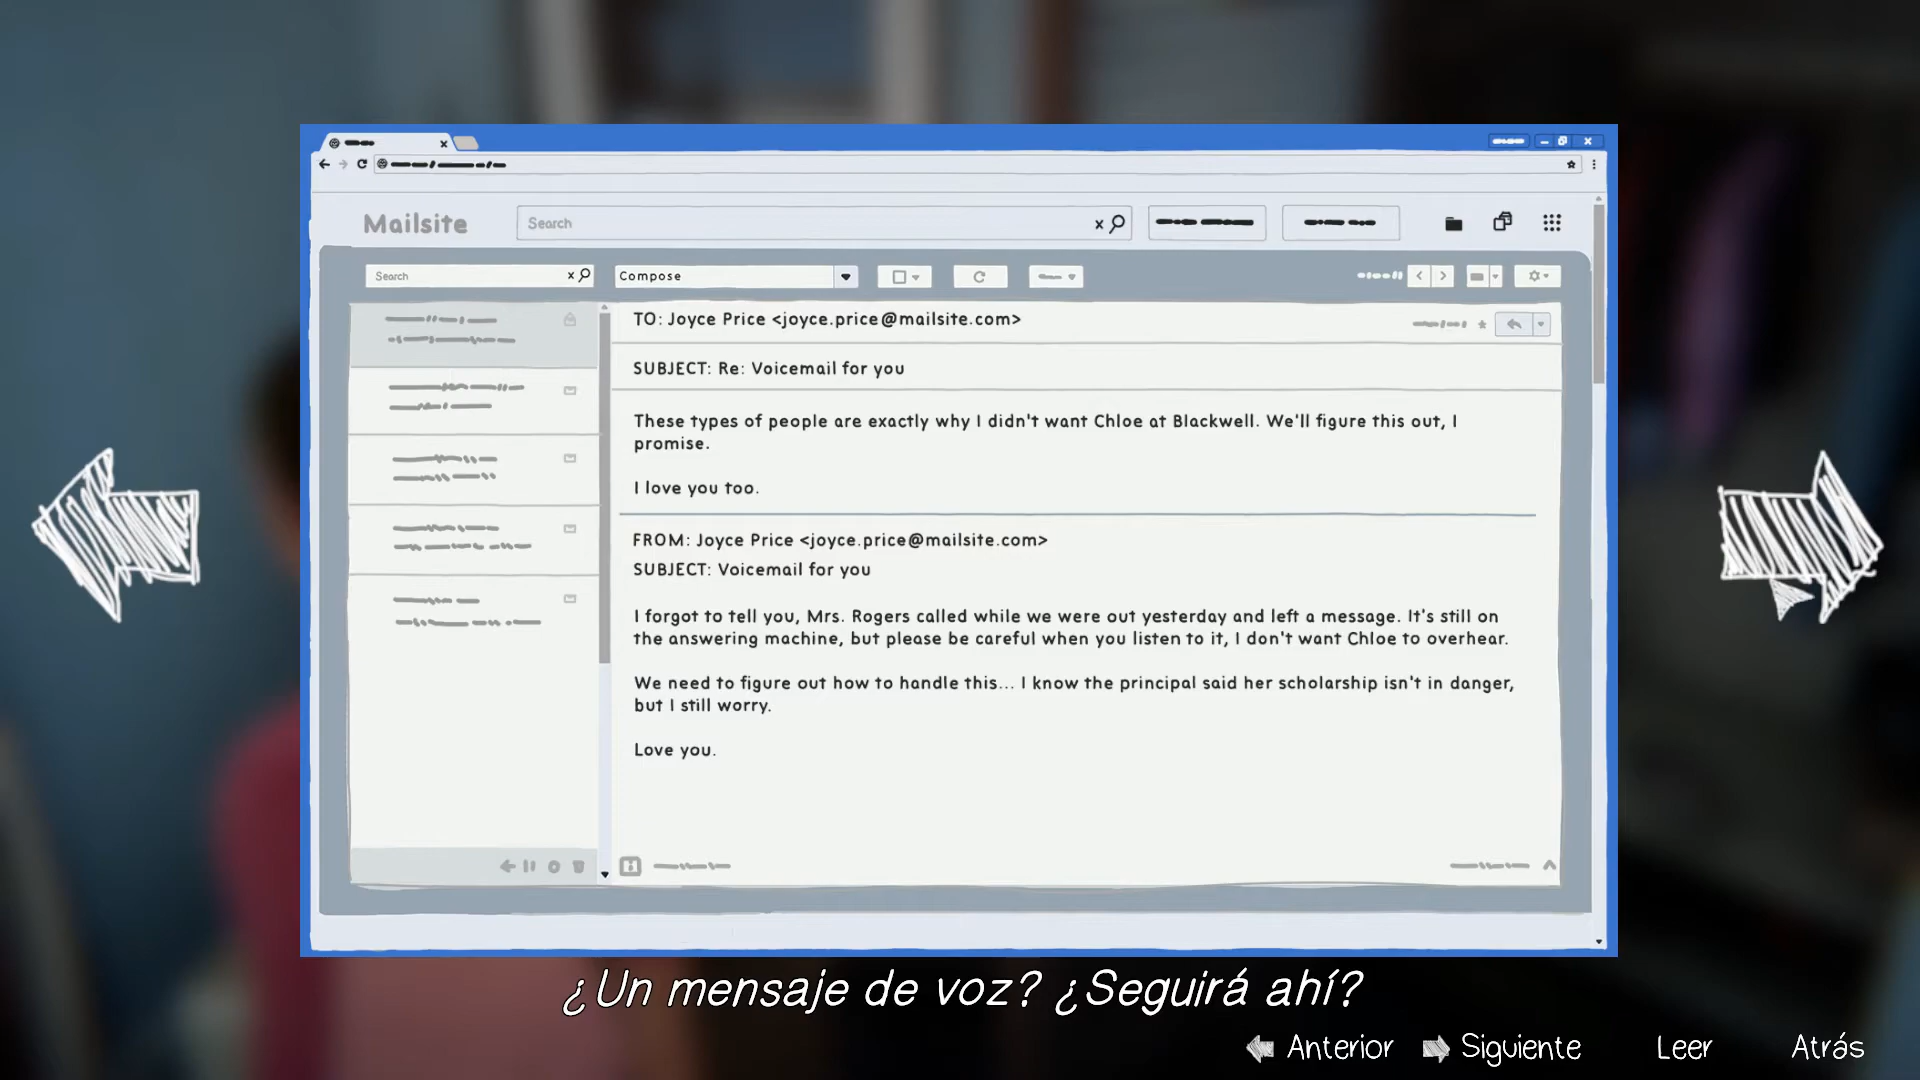 Mailsite
Search
Search
Compose
TO: Joyce Price <joyce.price@mailsite.com>
SUBJECT: Re: Voicemail for you
These types of people are exactly why I didn't want Chloe at Blackwell. We'll figure this out, I
promise.
I love you too.
FROM: Joyce Price <joyce.price@mailsite.com>
SUBJECT: Voicemail for you
I forgot to tell you, Mrs. Rogers called while we were out yesterday and left a message. It's still on
the answering machine, but please be careful when you listen to it, I don't want Chloe to overhear.
We need to figure out how to handle this... I know the principal said her scholarship isn't in danger,
but I still worry.
Love you.
¿Un mensaje de voz? ¿Seguirá ahí?
Anterior Siguiente Leer Atrás